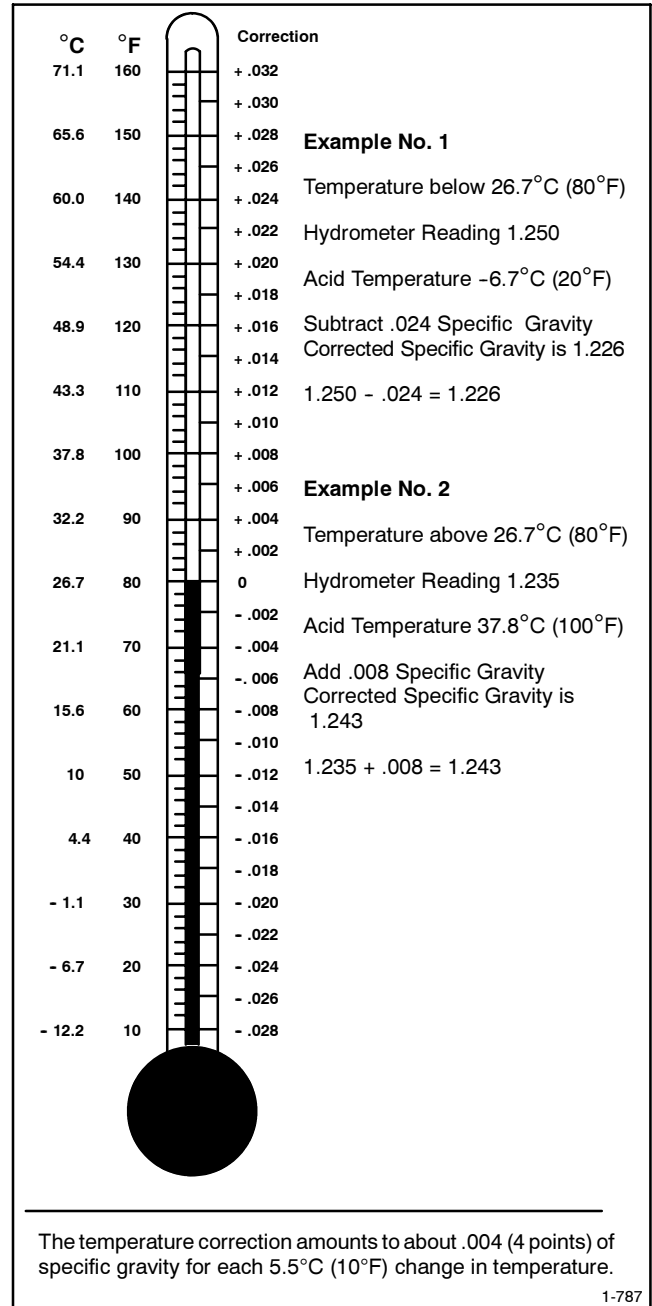 °C °F Correction
71.1 160 + .032
+ .030
65.6 150 + .028
+ .026
60.0 140 + .024
+ .022
54.4 130 + .020
+ .018
48.9 120 + .016
+ .014
43.3 110 + .012
+ .010
37.8 100 + .008
+ .006
32.2 90 + .004
+ .002
26.7 80 0
- .002
21.1 70 - .004
-. 006
15.6 60 - .008
- .010
10 50 - .012
- .014
4.4 40 - .016
- .018
- 1.1 30 - .020
- .022
- 6.7 20 - .024
- .026
- 12.2 10 - .028
Example No. 1
Temperature below 26.7°C (80°F)
Hydrometer Reading 1.250
Acid Temperature -6.7°C (20°F)
Subtract .024 Specific Gravity
Corrected Specific Gravity is 1.226
1.250 - .024 = 1.226
Example No. 2
Temperature above 26.7°C (80°F)
Hydrometer Reading 1.235
Acid Temperature 37.8°C (100°F)
Add .008 Specific Gravity
Corrected Specific Gravity is
1.243
1.235 + .008 = 1.243
The temperature correction amounts to about .004 (4 points) of
specific gravity for each 5.5°C (10°F) change in temperature.
1-787